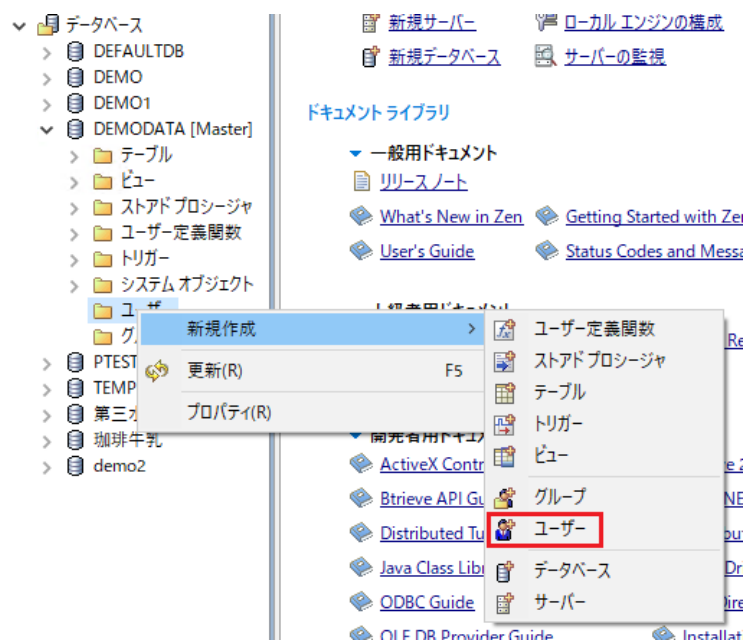 データベース
DEFAULTDB
DEMO
DEMO1
DEMODATA [Master]
テーブル
ビュー
ストアド プロシージャ
ユーザー定義関数
トリガー
システム オブジェクト
PTEST
TEMP
珈琲牛乳
demo2
新規サーバー
ローカル エンジンの構成
新規データベース
サーバーの監視
ドキュメント ライブラリ
一般用ドキュメント
リリース ノート
What's New in Zen
Getting Started with
User's Guide
Status Codes and
ActiveX
Btrieve API
Distributed
Java Class
ODBC Guide
OLE DB Provider Guide
新規作成
更新(R) F5
プロパティ(R)
ユーザー定義関数
ストアド プロシージャ
テーブル
トリガー
ビュー
グループ
ユーザー
データベース
サーバー